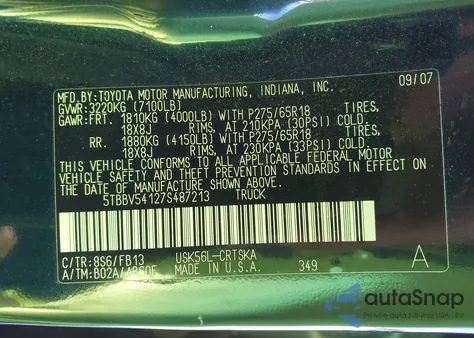 MFD.BY:TOYOTA MOTOR MANUFACTURING, INDIANA, INC. 09/07
GVWR:3220KG (7100LB)
GAWR:FRT. 1810KG (4000LB) WITH P275/65R18 TIRES,
18X8J RIMS, AT 210KPA (30PSI) COLD.
RR. 1880KG (4150LB) WITH P275/65R18 TIRES,
18X8J RIMS, AT 230KPA (33PSI) COLD.
THIS VEHICLE CONFORMS TO ALL APPLICABLE FEDERAL MOTOR
VEHICLE SAFETY AND THEFT PREVENTION STANDARDS IN EFFECT ON
THE DATE OF MANUFACTURE SHOWN ABOVE.
5TBBV54127S487213 TRUCK
C/TR:8S6/FB13 USK56L-CRTSKA A
A/TM:B02A/AB60F MADE IN U.S.A. 349
autoSnap